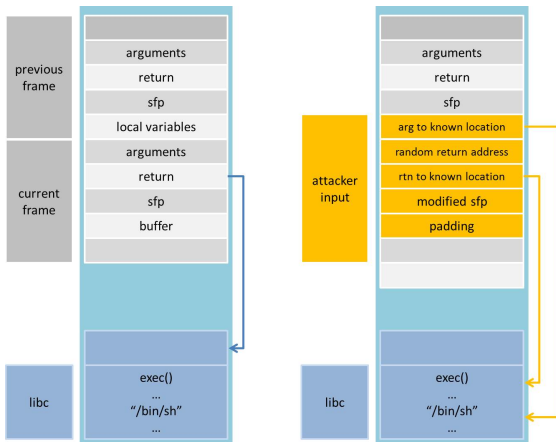 previous
frame
current
frame
libc
arguments
return
sfp
local variables
arguments
return
sfp
buffer
exec()
...
“/bin/sh”
...
attacker
input
libc
arguments
return
sfp
arg to known location
random return address
rtn to known location
modified sfp
padding
exec()
...
“/bin/sh”
...